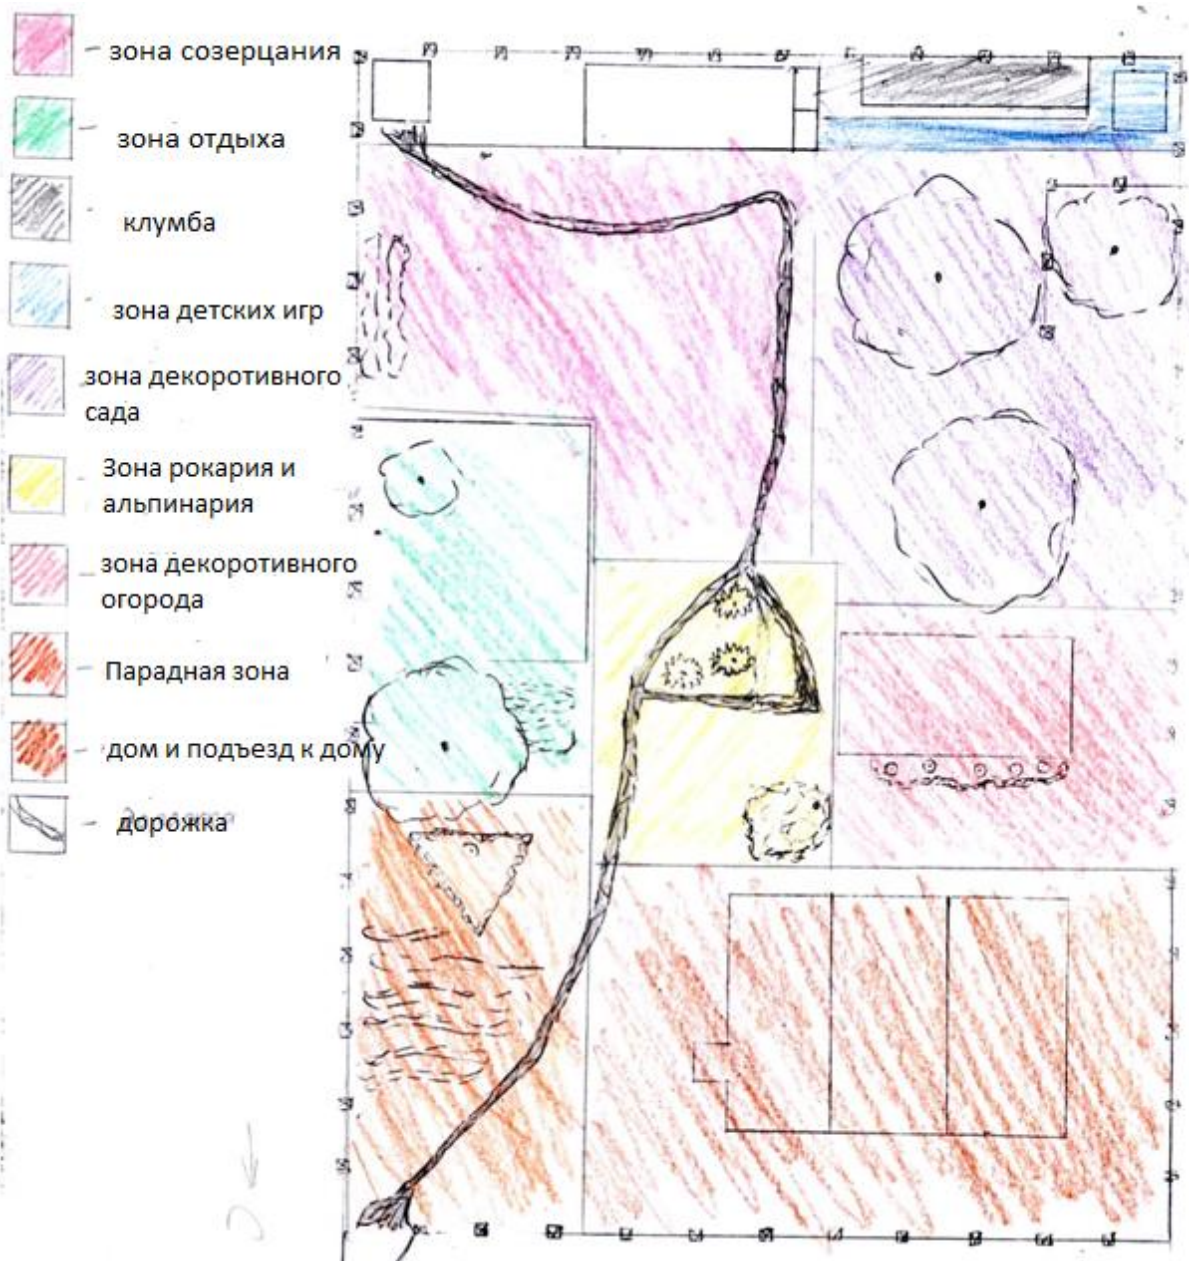 зона созерцания
зона отдыха
клумба
зона детских игр
зона декоротивного
сада
Зона рокария и
альпинария
зона декоротивного
огорода
Парадная зона
дом и подъезд к дому
дорожка